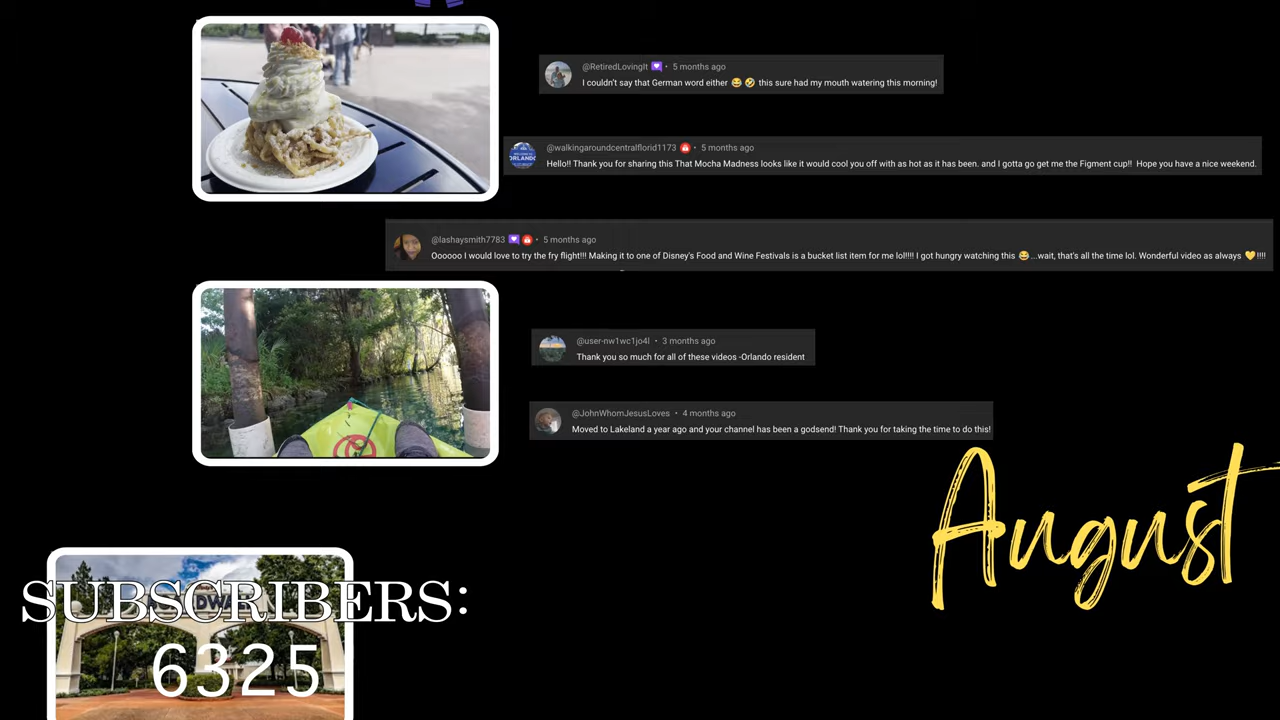 @RetiredLovingIt • 5 months ago
I couldn't say that German word either 😂 🤣 this sure had my mouth watering this morning!
@walkingaroundcentralflorid1173 • 5 months ago
Hello!! Thank you for sharing this That Mocha Madness looks like it would cool you off with as hot as it has been. and I gotta go get me the Figment cup!! Hope you have a nice weekend.
@lashaysmith7783 • 5 months ago
Oooooo I would love to try the fry flight!!! Making it to one of Disney's Food and Wine Festivals is a bucket list item for me lol!!!! I got hungry watching this 😂...wait, that's all the time lol. Wonderful video as always 💛!!!!
@user-nw1wc1jo4l • 3 months ago
Thank you so much for all of these videos -Orlando resident
@JohnWhomJesusLoves • 4 months ago
Moved to Lakeland a year ago and your channel has been a godsend! Thank you for taking the time to do this!
August
SUBSCRIBERS:
6325